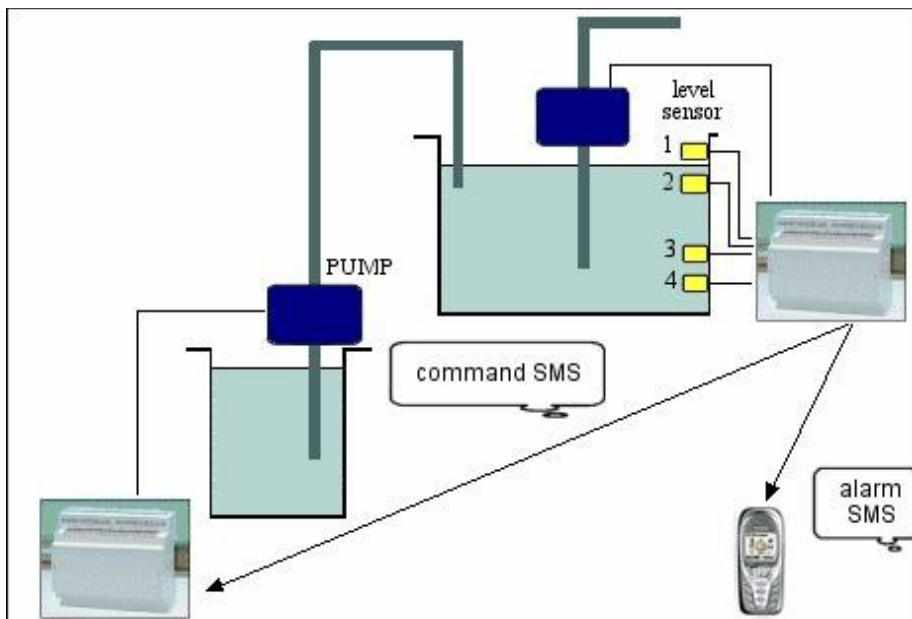 level
sensor
1
2
3
4
PUMP
command SMS
alarm
SMS